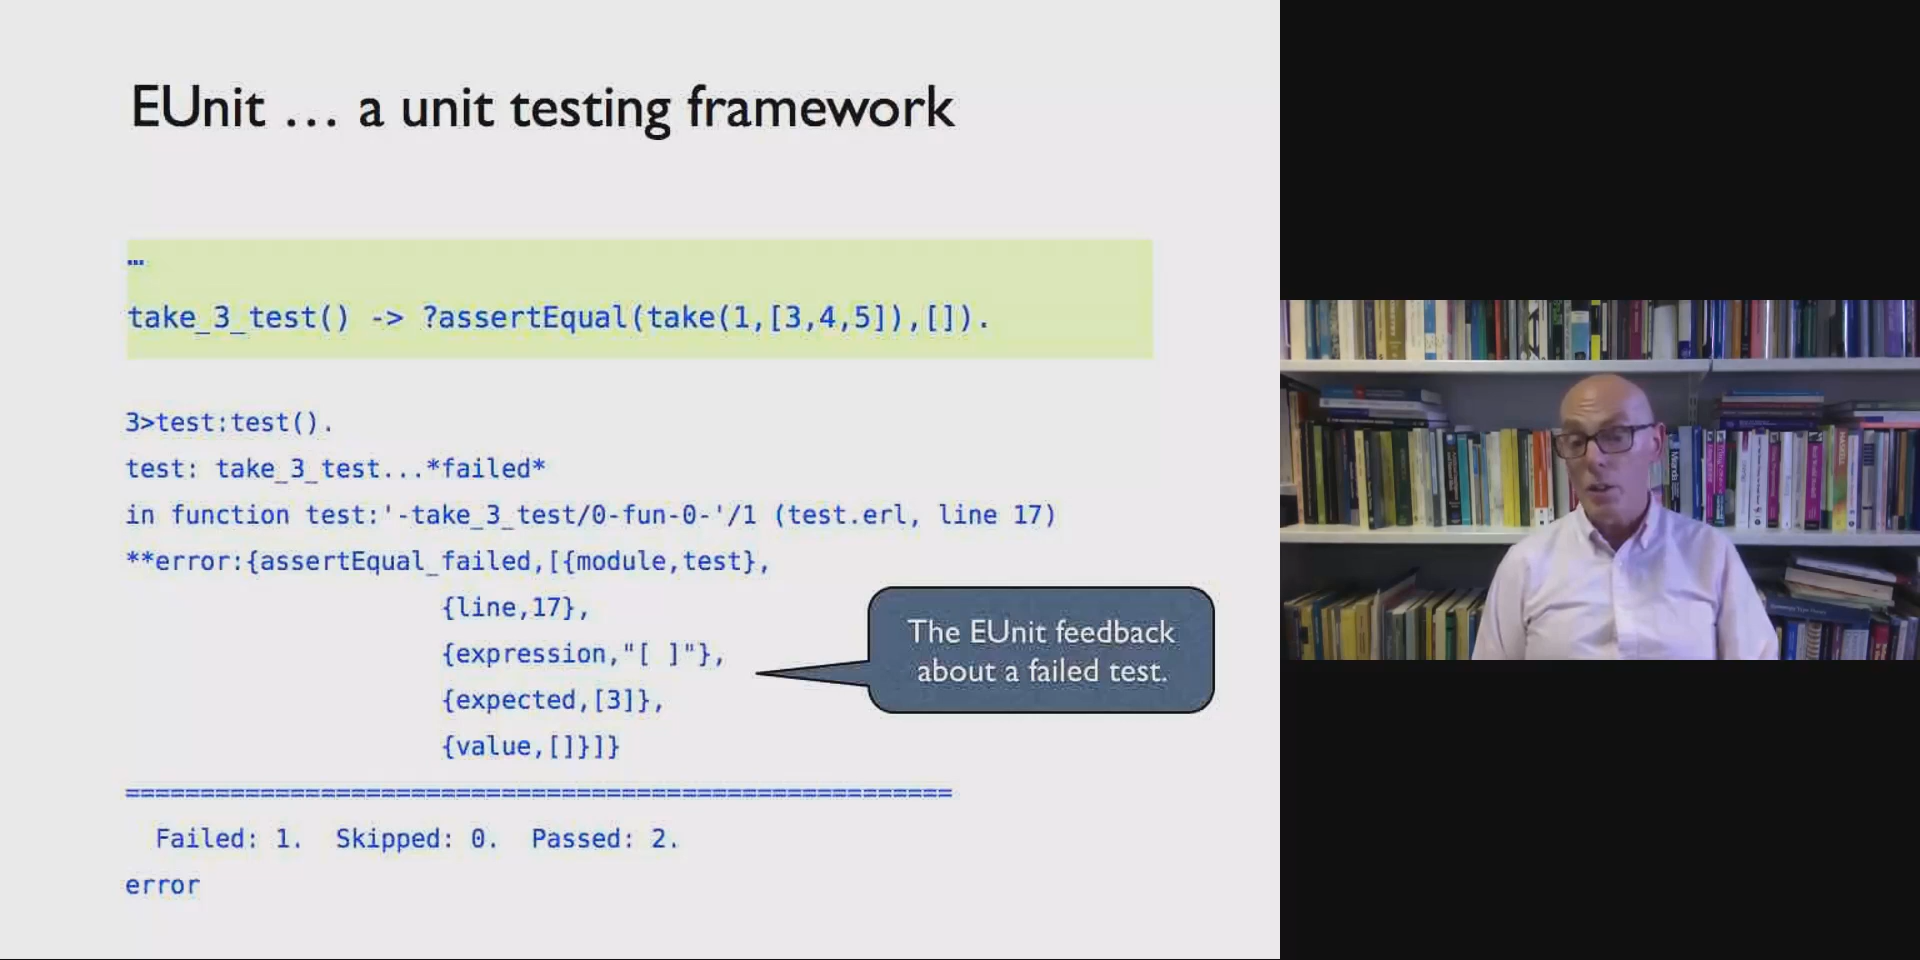 EUnit ... a unit testing framework
...
take_3_test() -> ?assertEqual(take(1,[3,4,5]),[]).
3>test:test().
test: take_3_test...*failed*
in function test:'-take_3_test/0-fun-0-'/1 (test.erl, line 17)
**error:{assertEqual_failed,[{module,test},
{line,17},
{expression,"[ ]"},
{expected,[3]},
{value,[]}]}
The EUnit feedback
about a failed test.
=======================================================
Failed: 1.  Skipped: 0.  Passed: 2.
error
Miranda
HASKELL